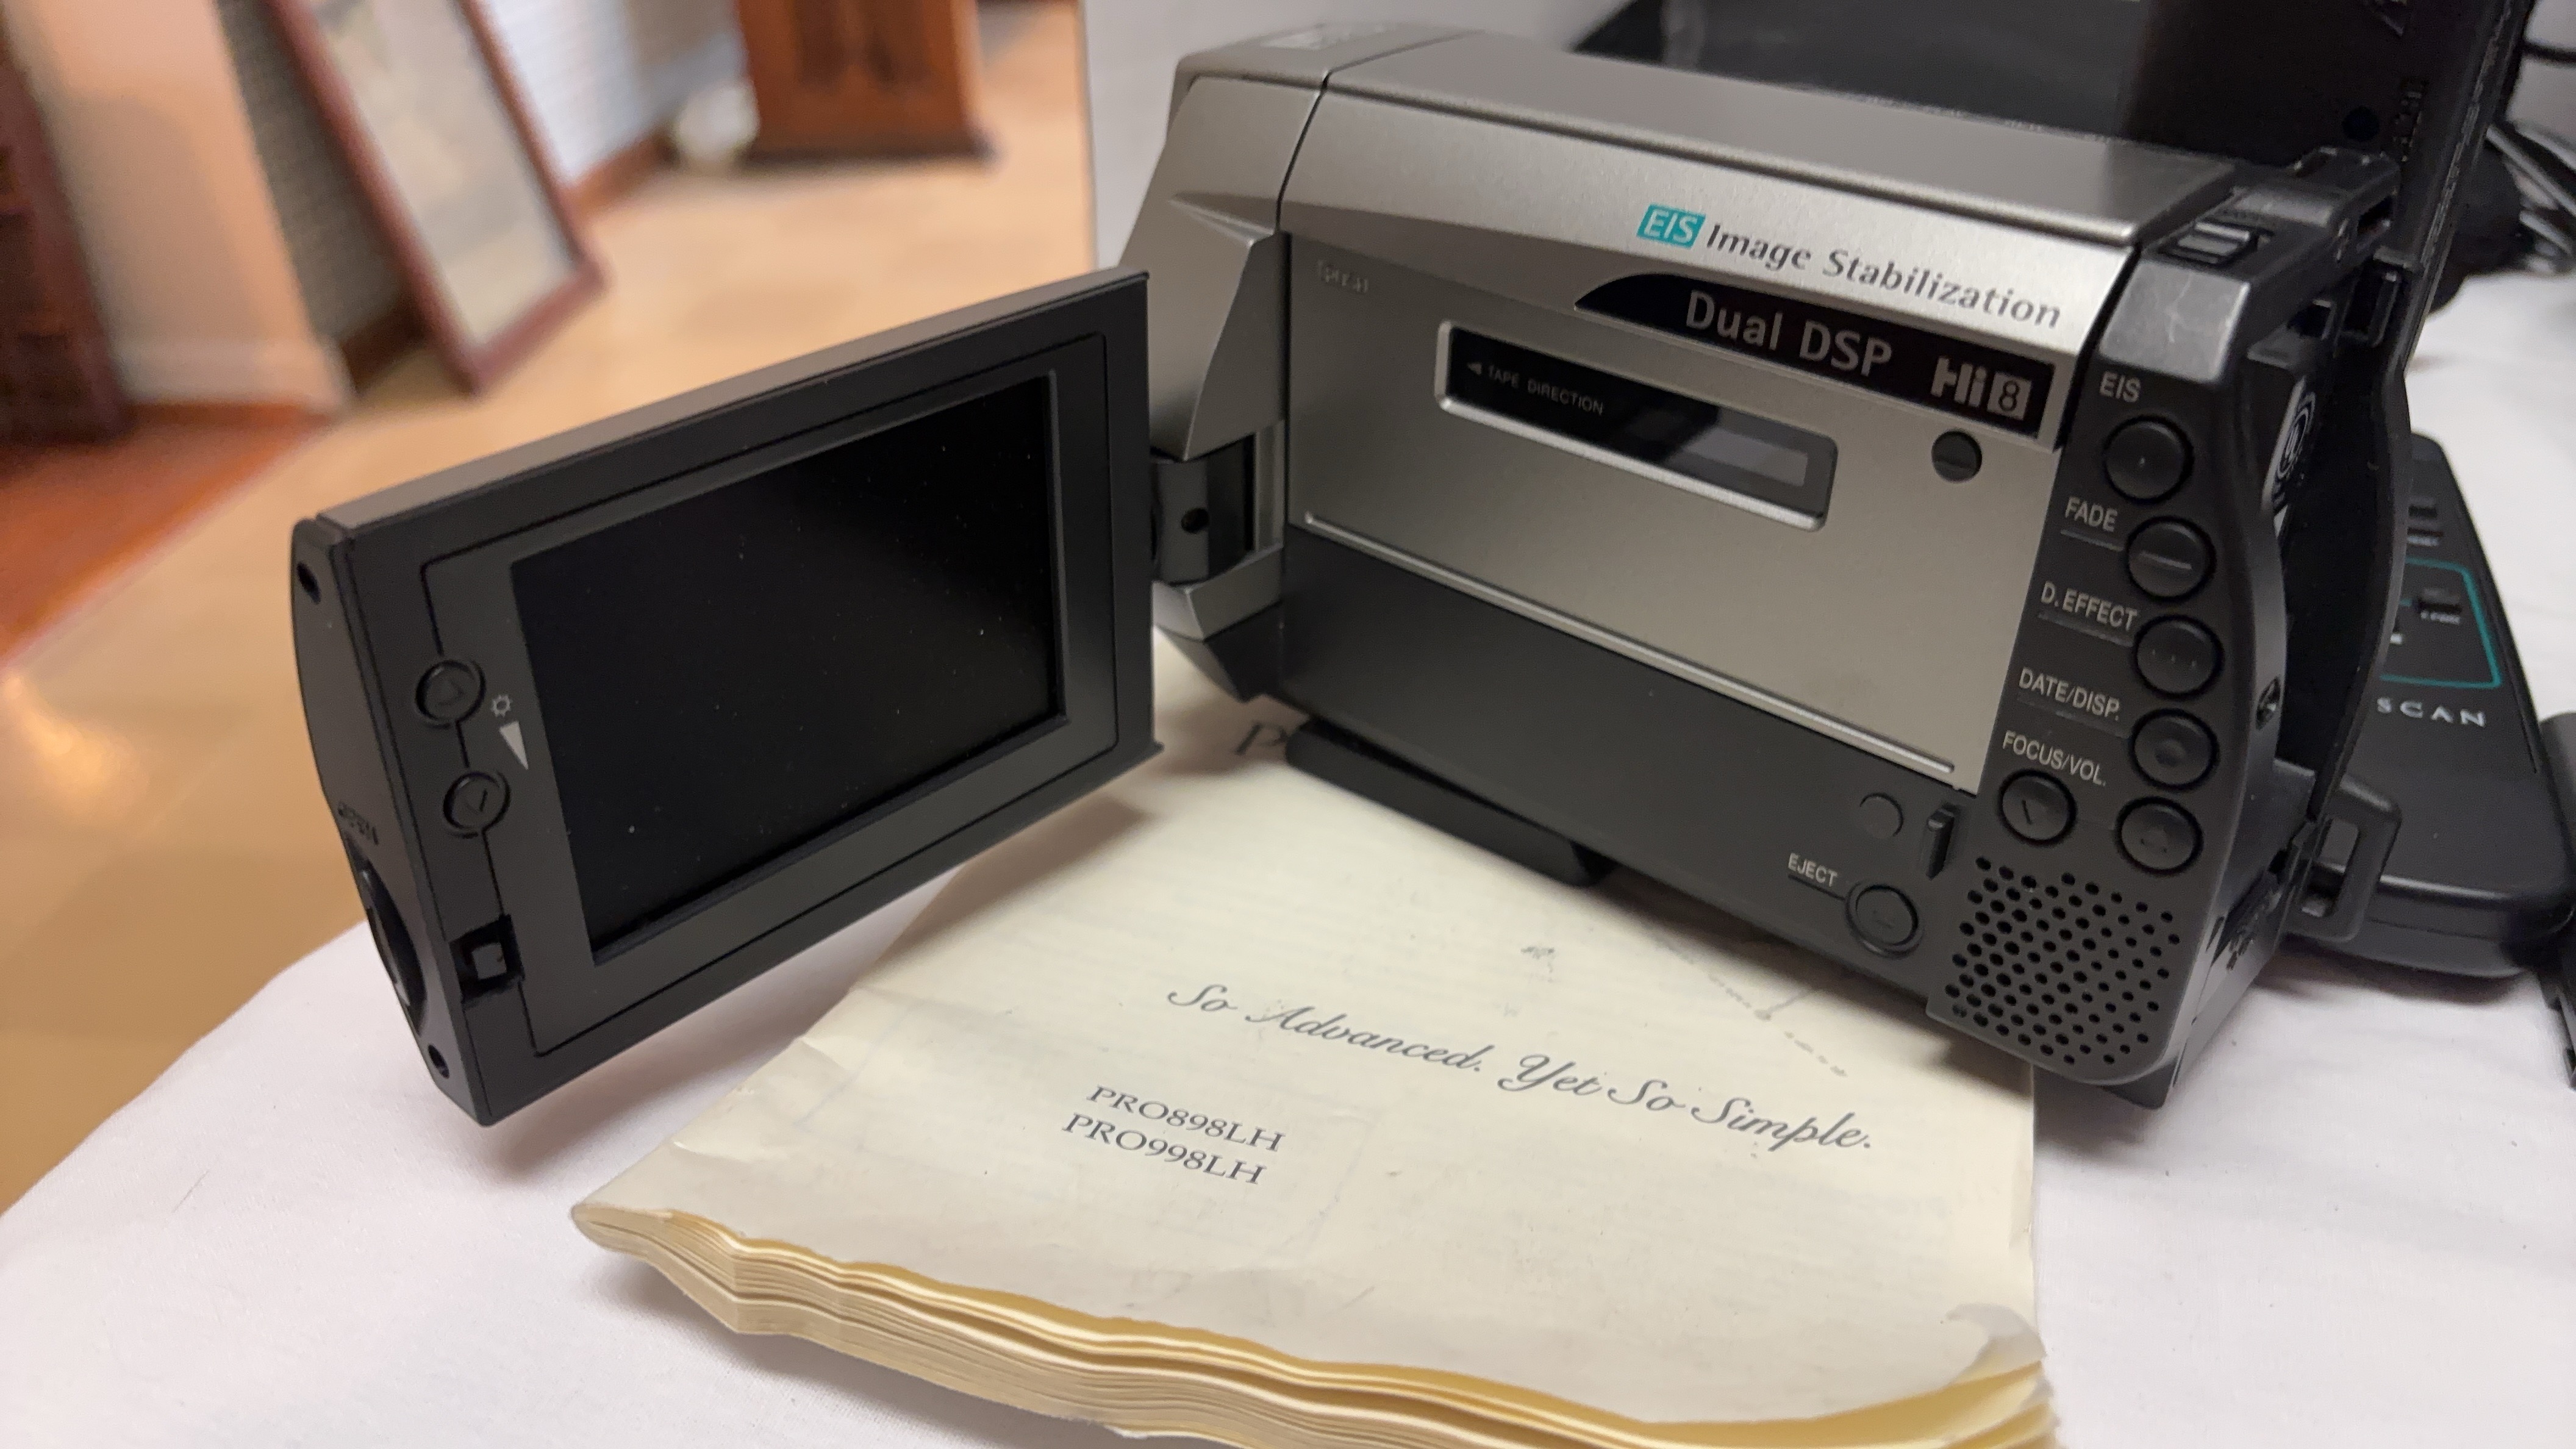 EIS Image Stabilization
Dual DSP Hi8
◄ TAPE DIRECTION
EIS
FADE
D. EFFECT
DATE/DISP.
FOCUS/VOL.
EJECT
SCAN
So Advanced. Yet So Simple.
PRO898LH
PRO998LH